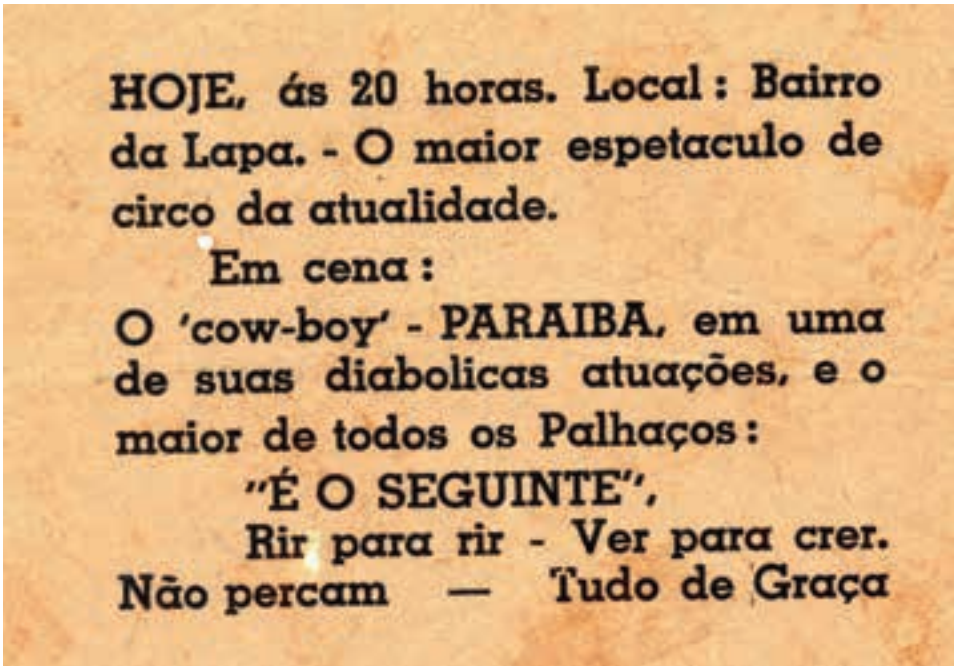 HOJE, ás 20 horas. Local : Bairro
da Lapa. - O maior espetaculo de
circo da atualidade.
Em cena :
O 'cow-boy' - PARAIBA, em uma
de suas diabolicas atuações, e o
maior de todos os Palhaços :
"É O SEGUINTE",
Rir para rir - Ver para crer.
Não percam — Tudo de Graça